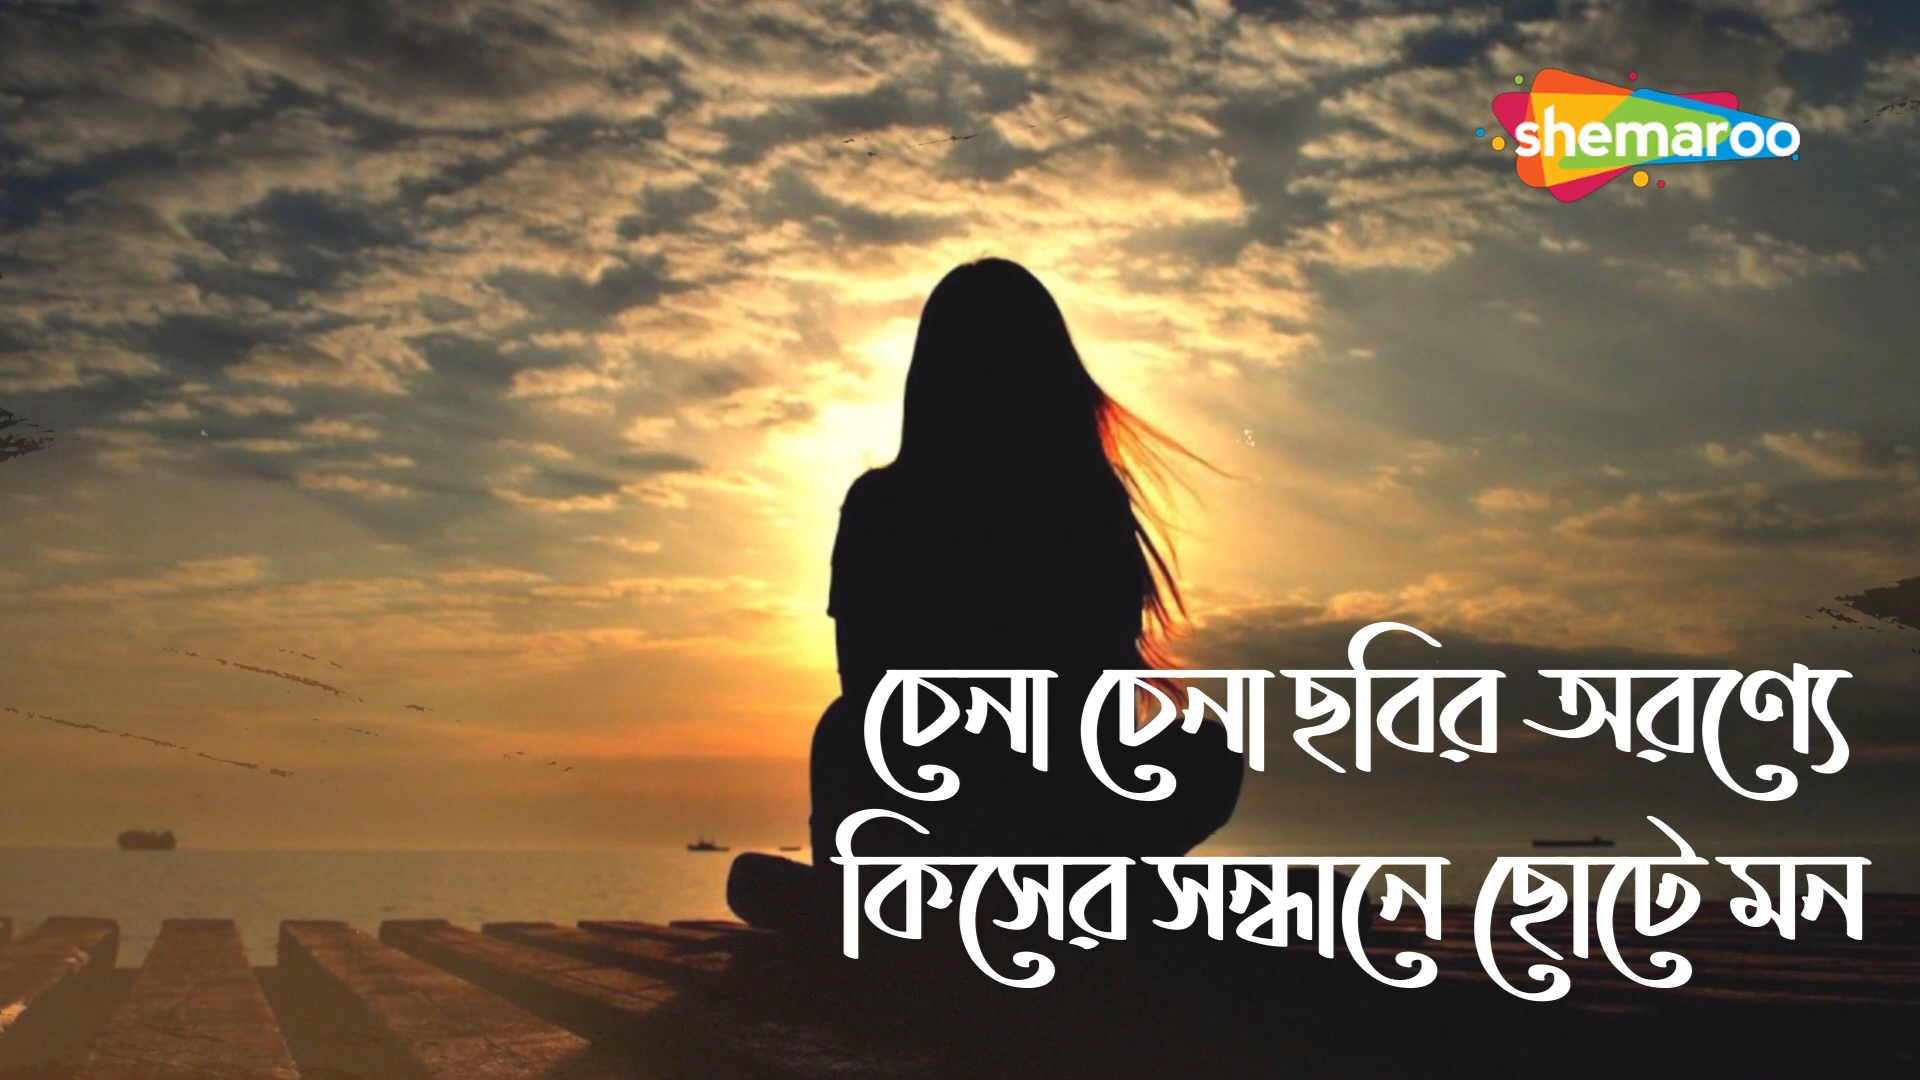 shemaroo
চেনা চেনা ছবির অরণ্যে
কিসের সন্ধানে ছোটে মন